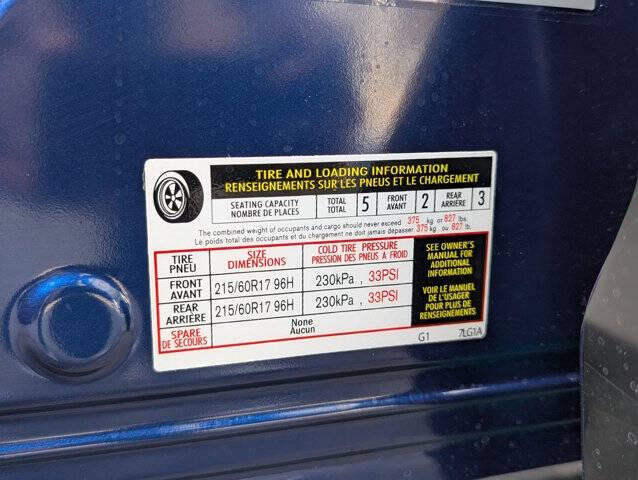 TIRE AND LOADING INFORMATION
RENSEIGNEMENTS SUR LES PNEUS ET LE CHARGEMENT
SEATING CAPACITY TOTAL 5 FRONT 2 REAR 3
NOMBRE DE PLACES TOTAL AVANT ARRIÈRE
The combined weight of occupants and cargo should never exceed 375 kg or 827 lbs.
Le poids total des occupants et du chargement ne doit jamais dépasser 375 kg ou 827 lb.
TIRE SIZE COLD TIRE PRESSURE
PNEU DIMENSIONS PRESSION DES PNEUS A FROID
FRONT
AVANT 215/60R17 96H 230kPa , 33PSI
REAR
ARRIÈRE 215/60R17 96H 230kPa , 33PSI
SPARE None
DE SECOURS Aucun
SEE OWNER'S
MANUAL FOR
ADDITIONAL
INFORMATION
VOIR LE MANUEL
DE L'USAGER
POUR PLUS DE
RENSEIGNEMENTS
G1 7LG1A